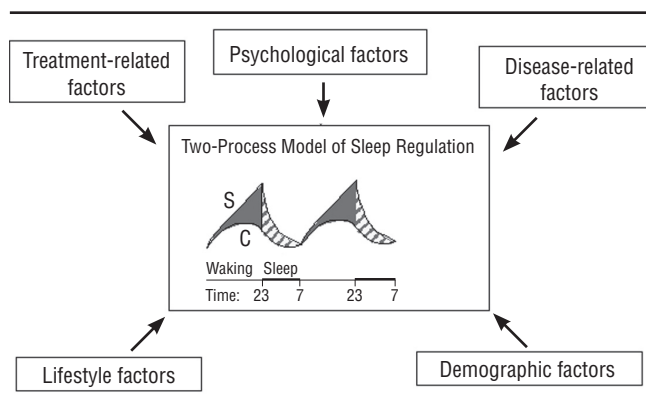 Treatment-related
factors
Psychological factors
Disease-related
factors
Two-Process Model of Sleep Regulation
S
C
Waking Sleep
Time: 23 7 23 7
Lifestyle factors
Demographic factors